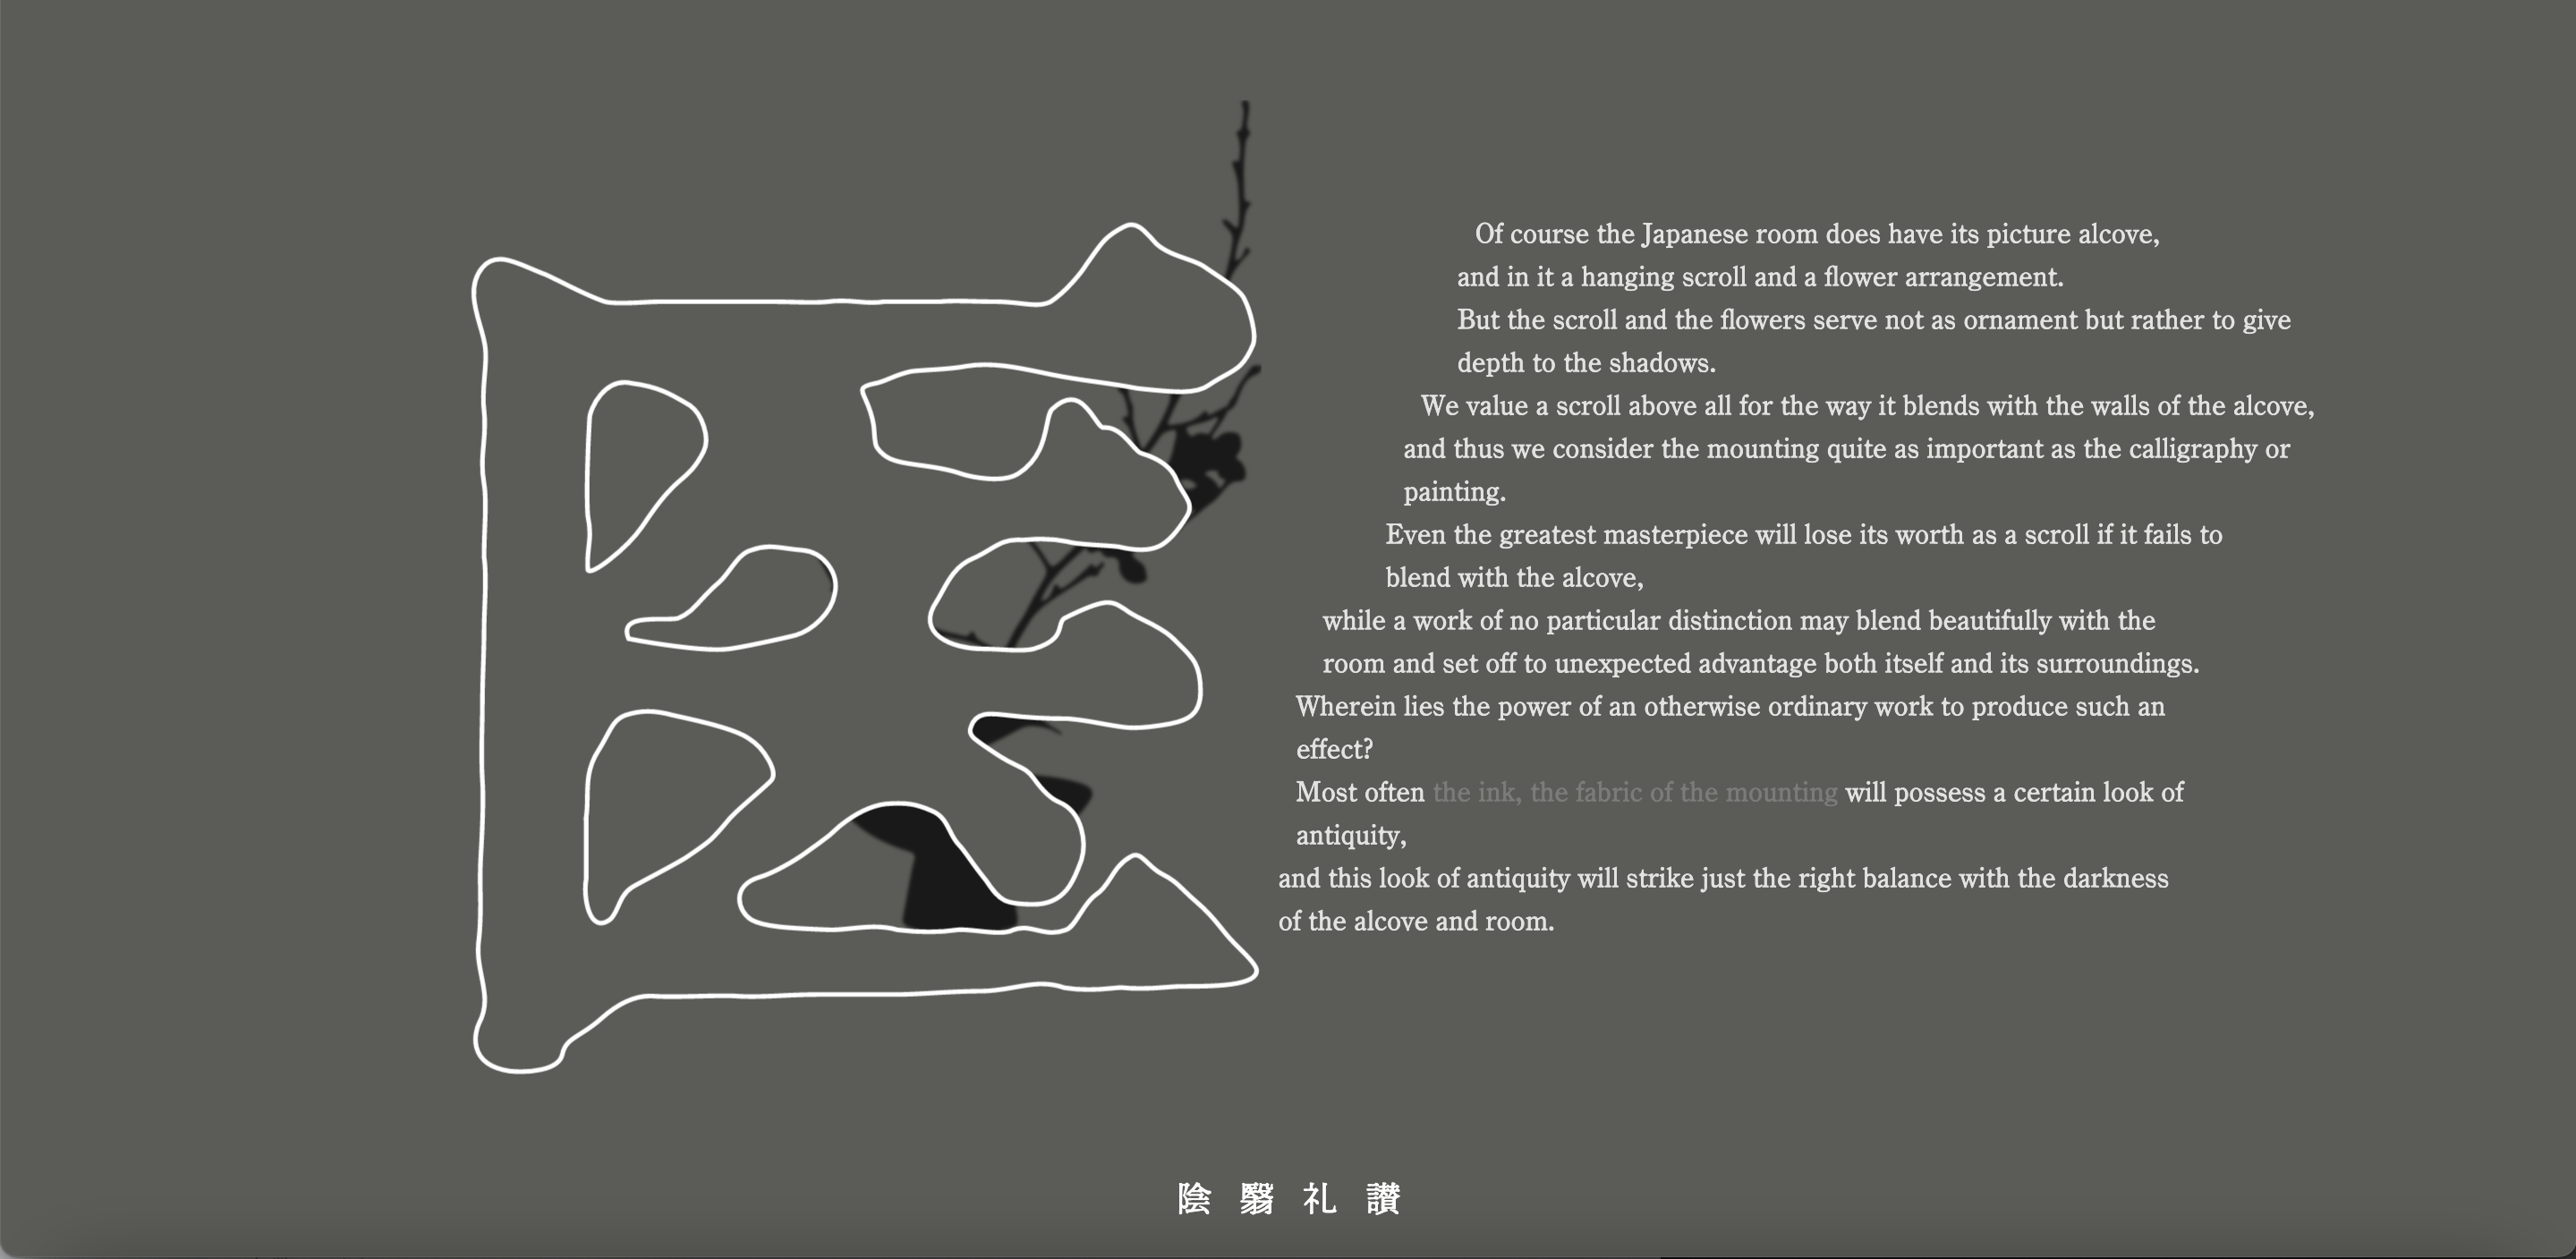 Of course the Japanese room does have its picture alcove,
and in it a hanging scroll and a flower arrangement.
But the scroll and the flowers serve not as ornament but rather to give
depth to the shadows.
We value a scroll above all for the way it blends with the walls of the alcove,
and thus we consider the mounting quite as important as the calligraphy or
painting.
Even the greatest masterpiece will lose its worth as a scroll if it fails to
blend with the alcove,
while a work of no particular distinction may blend beautifully with the
room and set off to unexpected advantage both itself and its surroundings.
Wherein lies the power of an otherwise ordinary work to produce such an
effect?
Most often the ink, the fabric of the mounting will possess a certain look of
antiquity,
and this look of antiquity will strike just the right balance with the darkness
of the alcove and room.
陰翳礼讃